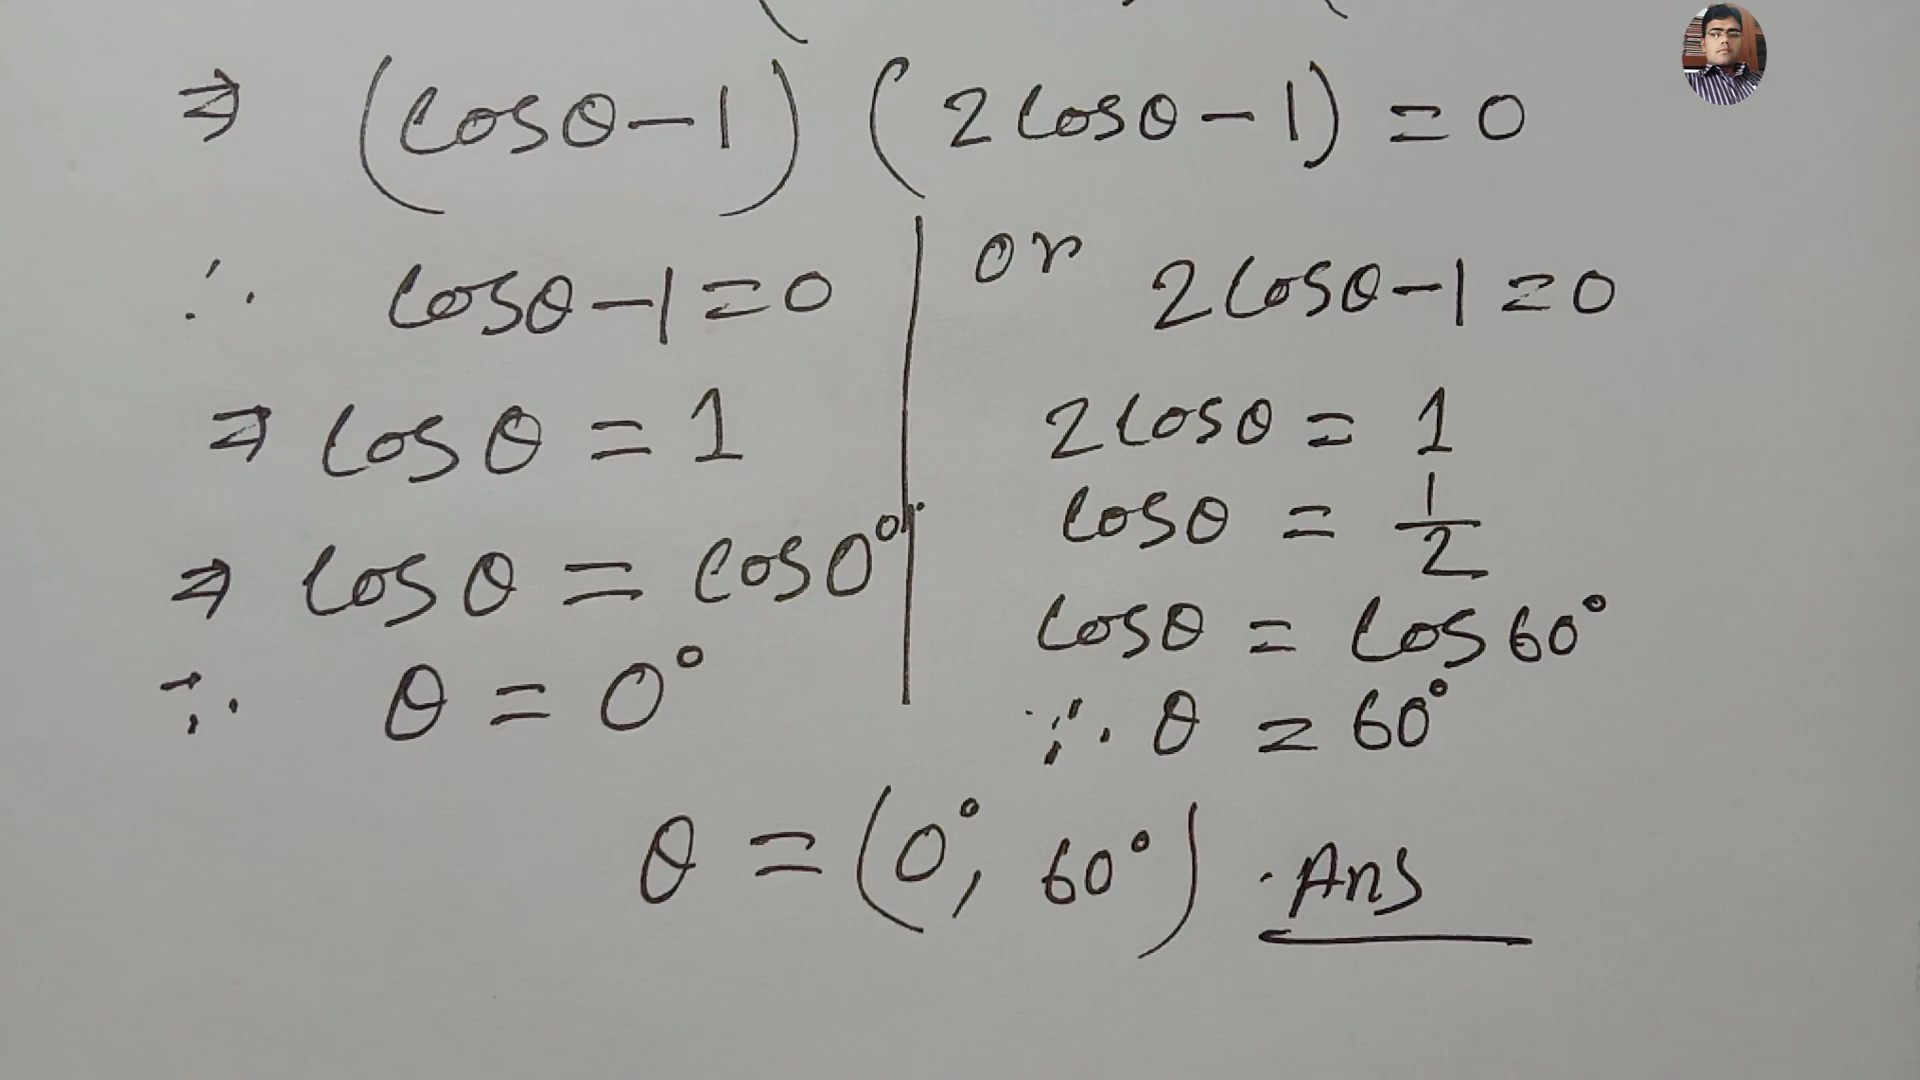 ⇒ (cosθ-1) (2cosθ-1) = 0
∴ cosθ-1=0 or 2cosθ-1=0
⇒ cosθ = 1
2cosθ = 1
cosθ = 1/2
⇒ cosθ = cos0°
cosθ = cos60°
∴ θ = 0°
∴ θ = 60°
θ = (0°, 60°) . Ans